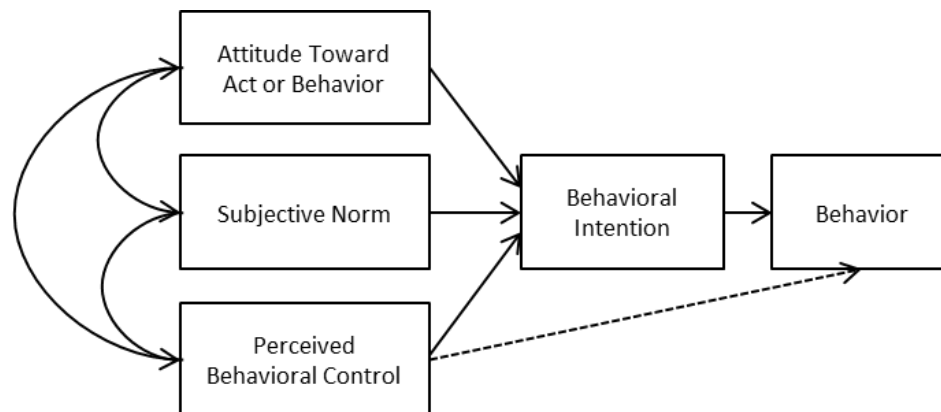 Attitude Toward
Act or Behavior
Subjective Norm
Behavioral
Intention
Behavior
Perceived
Behavioral Control